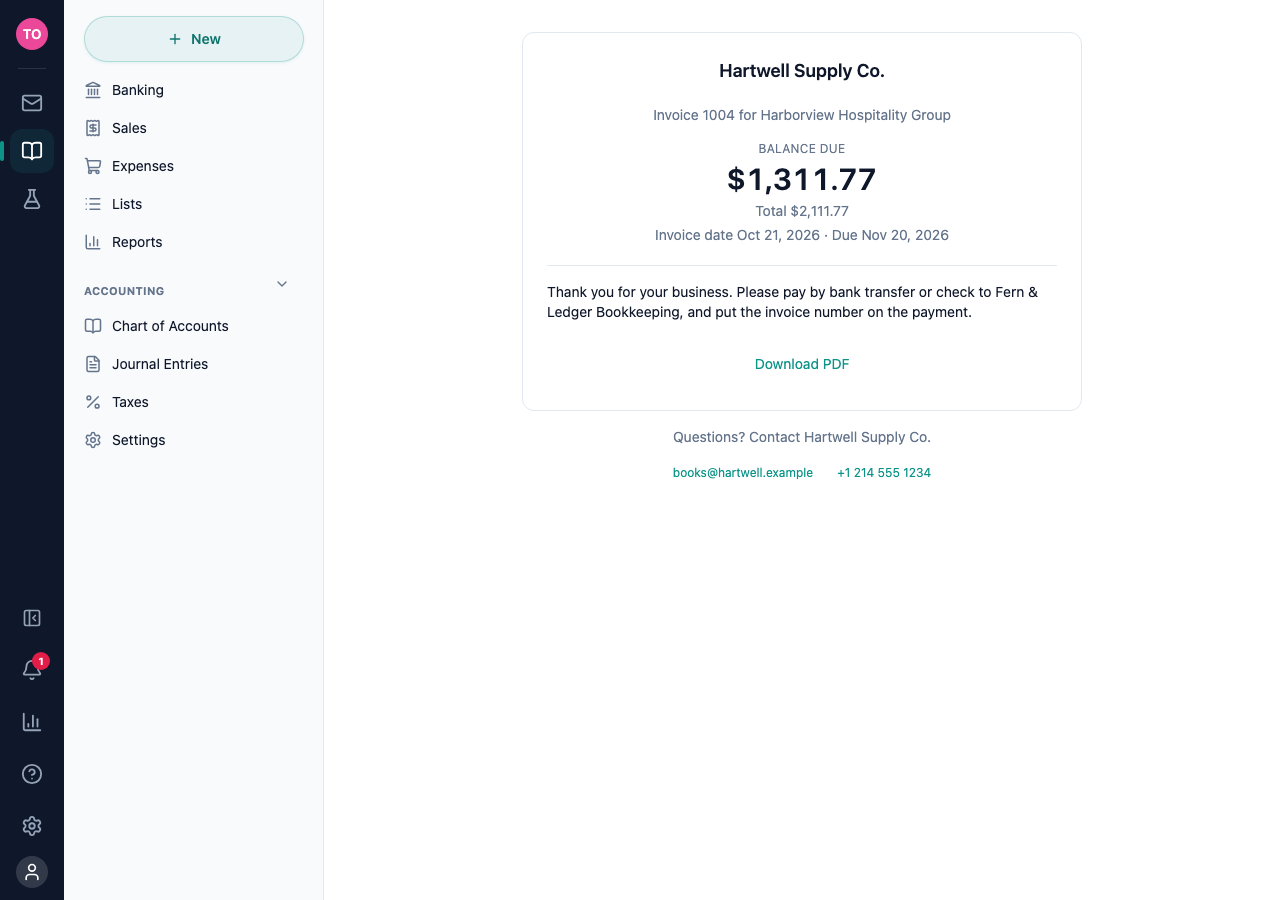 TO
New
Banking
Sales
Expenses
Lists
Reports
ACCOUNTING
Chart of Accounts
Journal Entries
Taxes
Settings
1
Hartwell Supply Co.
Invoice 1004 for Harborview Hospitality Group
BALANCE DUE
$1,311.77
Total $2,111.77
Invoice date Oct 21, 2026 · Due Nov 20, 2026
Thank you for your business. Please pay by bank transfer or check to Fern &
Ledger Bookkeeping, and put the invoice number on the payment.
Download PDF
Questions? Contact Hartwell Supply Co.
books@hartwell.example +1 214 555 1234